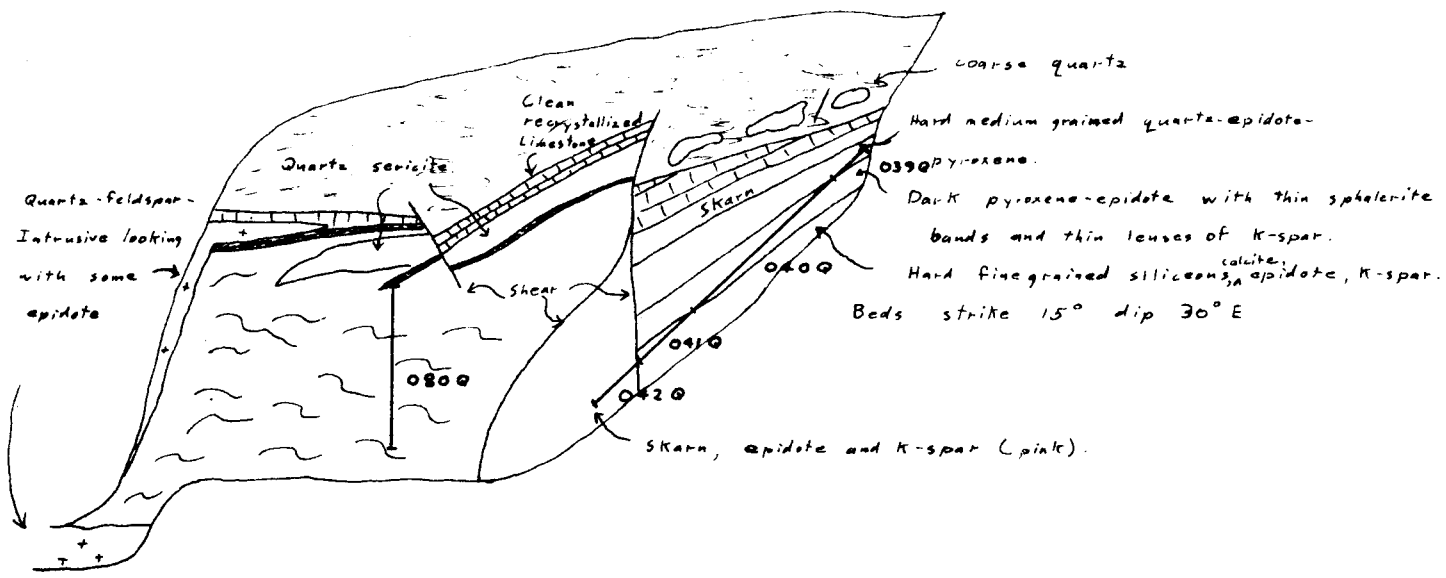 coarse quartz
Clean
recrystallized
Limestone
Hard medium grained quartz-epidote-
pyroxene.
Quartz sericite
039Q
Quartz-feldspar-
Intrusive looking
with some
epidote
Skarn
Dark pyroxene-epidote with thin sphalerite
bands and thin lenses of K-spar.
040Q
Hard finegrained siliceous, calcite, epidote, K-spar.
Shear
Beds strike 15° dip 30° E
041Q
080Q
042Q
Skarn, epidote and K-spar (pink).